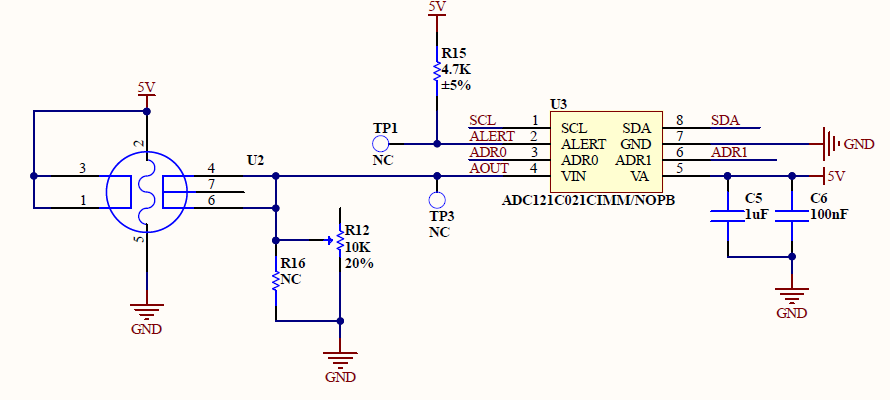 5V
R15
4.7K
±5%
5V
U3
TP1
NC
SCL 1 SCL SDA 8 SDA
ALERT 2 ALERT GND 7 GND
ADR0 3 ADR0 ADR1 6 ADR1
AOUT 4 VIN VA 5 5V
ADC121C021CIMM/NOPB
2
U2
3 4
7
1 6
5
TP3
NC
C5
1uF
C6
100nF
R12
10K
20%
R16
NC
GND
GND
GND